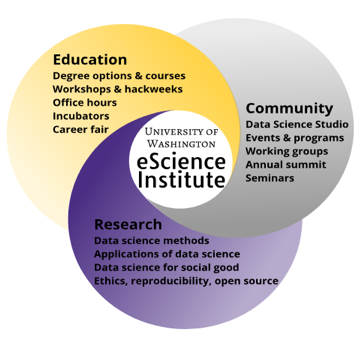 Education
Degree options & courses
Workshops & hackweeks
Office hours
Incubators
Career fair
Community
Data Science Studio
Events & programs
Working groups
Annual summit
Seminars
University of
Washington
eScience
Institute
Research
Data science methods
Applications of data science
Data science for social good
Ethics, reproducibility, open source